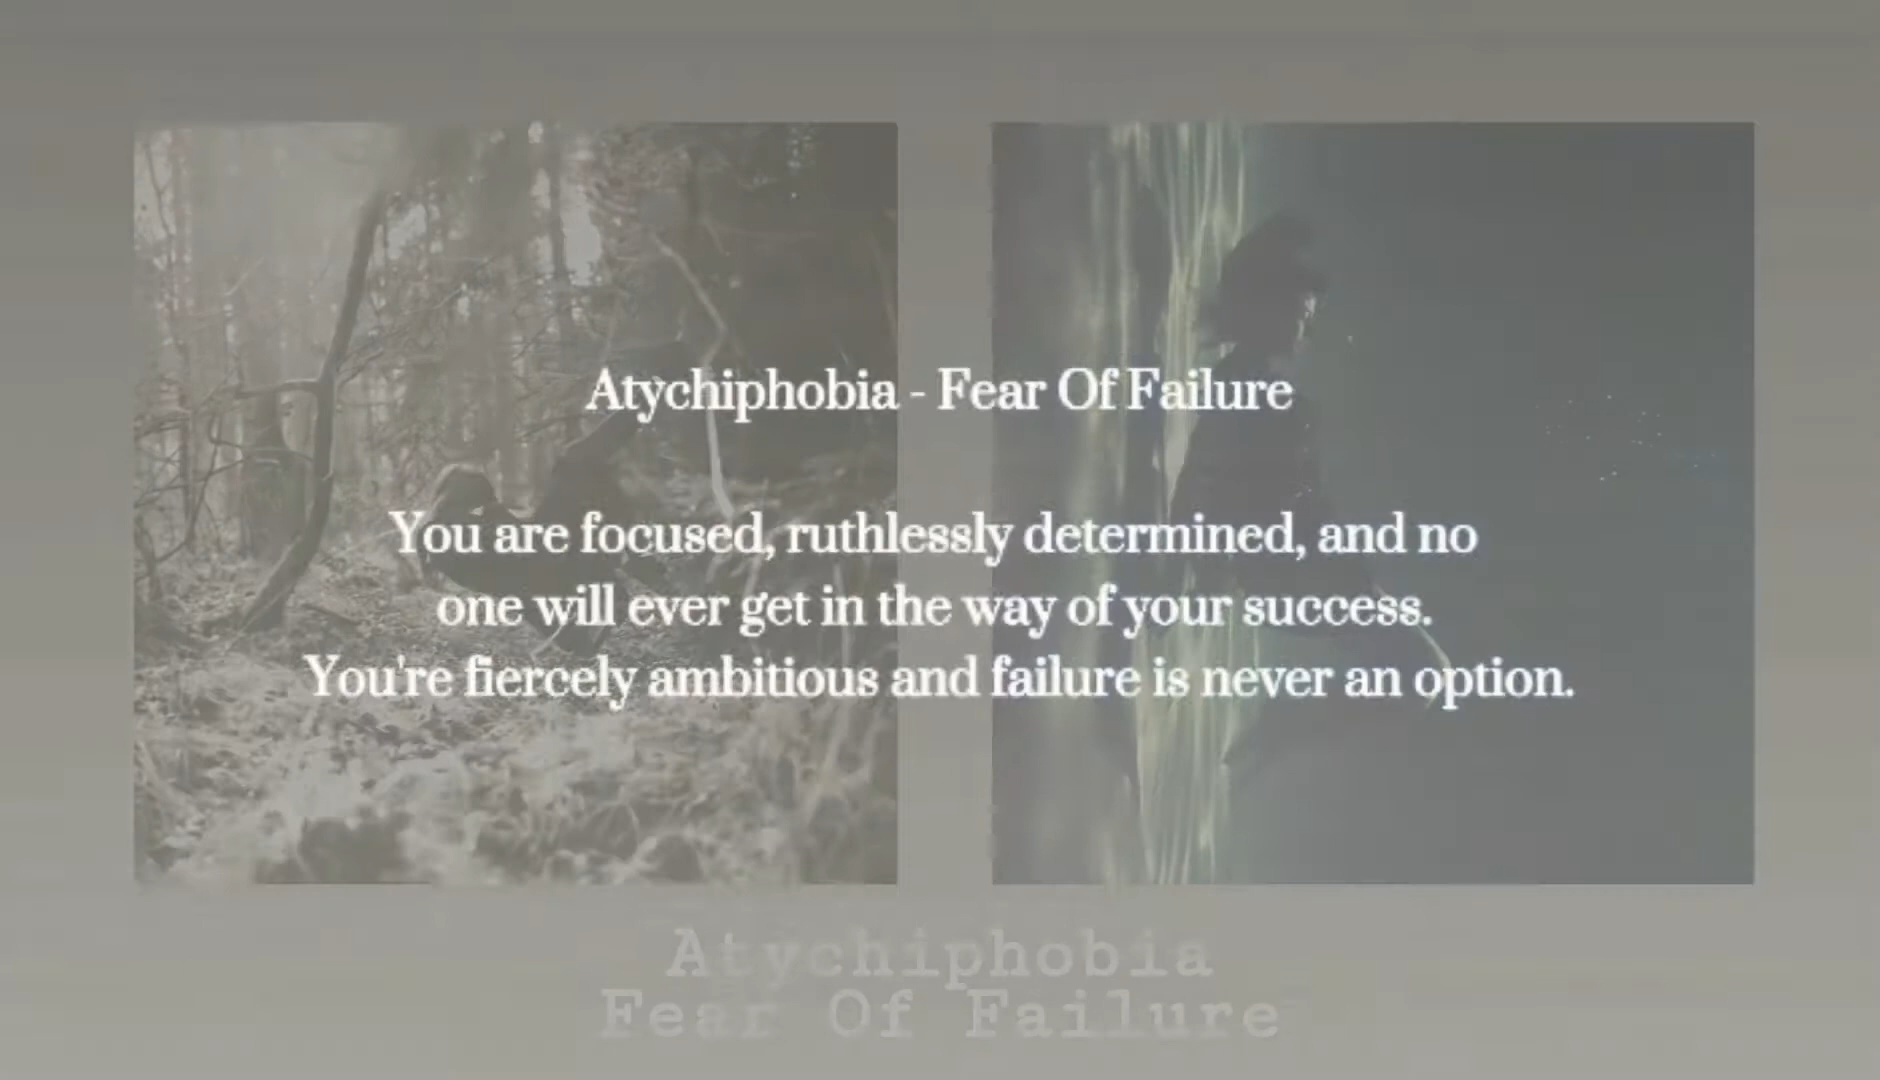 Atychiphobia - Fear Of Failure
You are focused, ruthlessly determined, and no
one will ever get in the way of your success.
You're fiercely ambitious and failure is never an option.
Atychiphobia
Fear Of Failure